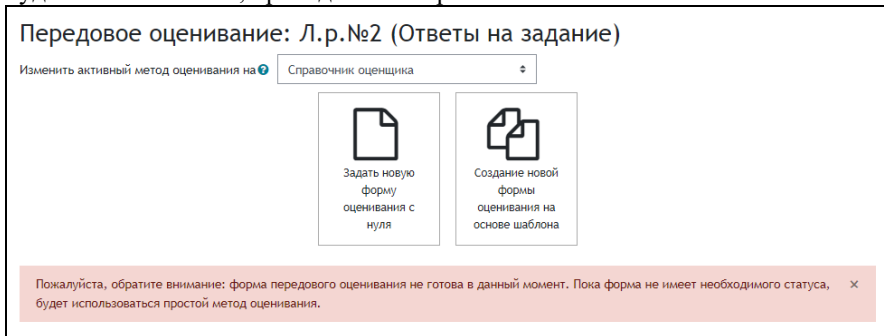 Передовое оценивание: Л.р.№2 (Ответы на задание)
Изменить активный метод оценивания на Справочник оценщика
Задать новую
форму
оценивания с
нуля
Создание новой
формы
оценивания на
основе шаблона
Пожалуйста, обратите внимание: форма передового оценивания не готова в данный момент. Пока форма не имеет необходимого статуса,
будет использоваться простой метод оценивания.